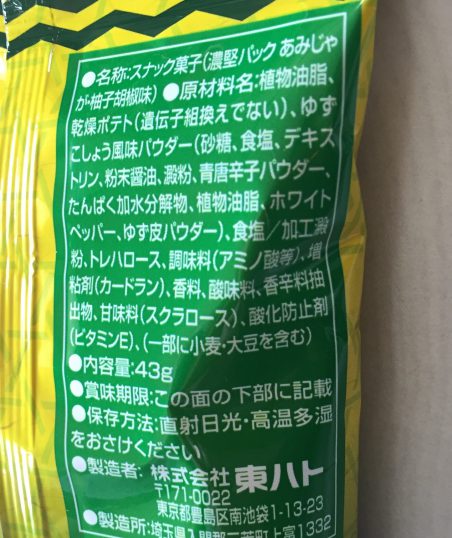 ●名称:スナック菓子(濃堅パック あみじゃ
が・柚子胡椒味) ●原材料名:植物油脂、
乾燥ポテト(遺伝子組換えでない)、ゆず
こしょう風味パウダー(砂糖、食塩、デキス
トリン、粉末醤油、澱粉、青唐辛子パウダー、
たんぱく加水分解物、植物油脂、ホワイト
ペッパー、ゆず皮パウダー)、食塩/加工澱
粉、トレハロース、調味料(アミノ酸等)、増
粘剤(カードラン)、香料、酸味料、香辛料抽
出物、甘味料(スクラロース)、酸化防止剤
(ビタミンE)、(一部に小麦・大豆を含む)
●内容量:43g
●賞味期限:この面の下部に記載
●保存方法:直射日光・高温多湿
をおさけください
●製造者:株式会社 東ハト
〒171-0022
東京都豊島区南池袋1-13-23
●製造所:埼玉県入間郡三芳町上富1332